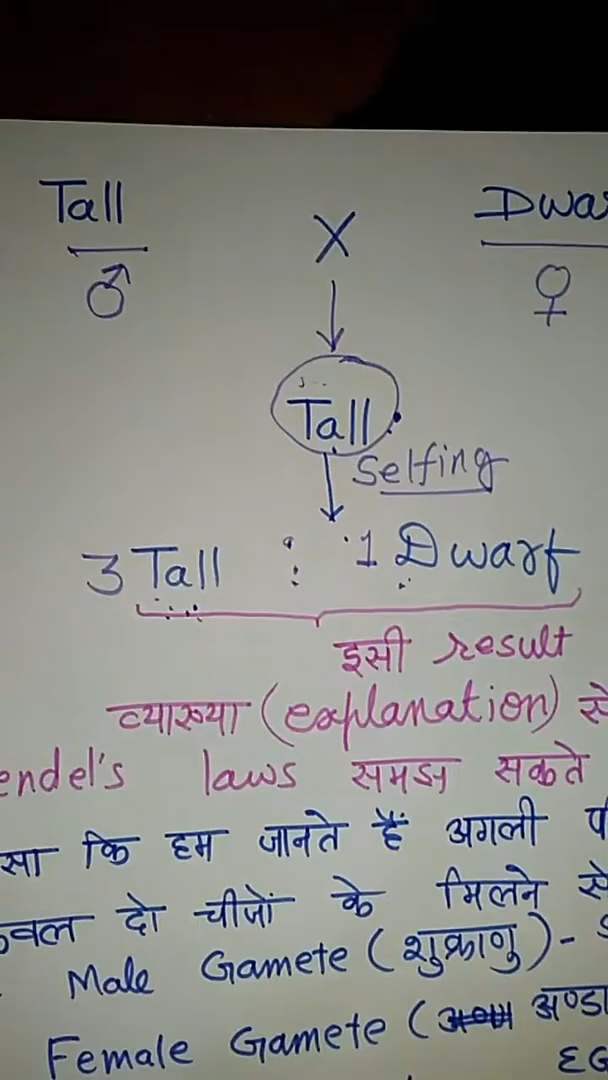 Tall X
♂ ♀
Tall
Selfing
3 Tall : 1 Dwarf
इसी result
व्याख्या (explanation) से
laws समझ सकते
कि हम जानते हैं अगली
दो चीजों के मिलने से
Male Gamete (शुक्राणु) -
Female Gamete (